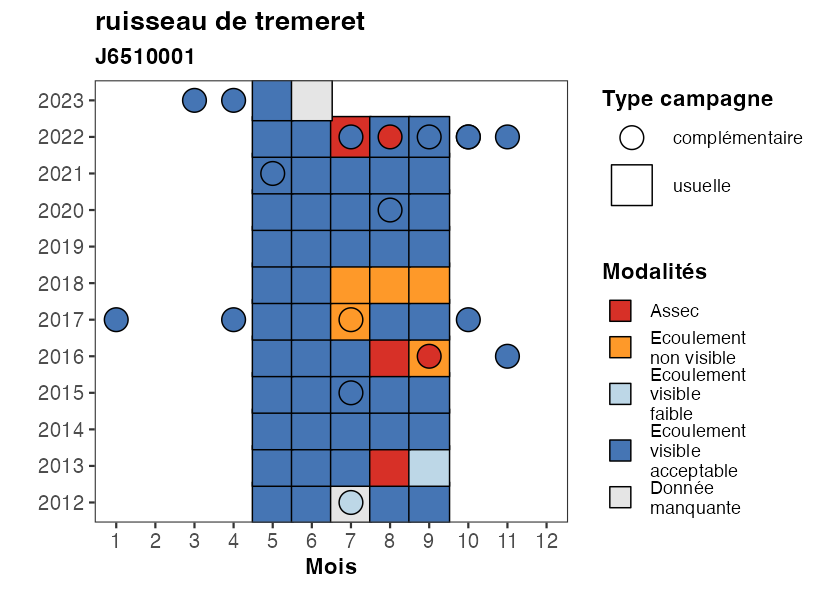 ruisseau de tremeret
J6510001
2023
2022
2021
2020
2019
2018
2017
2016
2015
2014
2013
2012
1 2 3 4 5 6 7 8 9 10 11 12
Mois
Type campagne
complémentaire
usuelle
Modalités
Assec
Ecoulement
non visible
Ecoulement
visible
faible
Ecoulement
visible
acceptable
Donnée
manquante